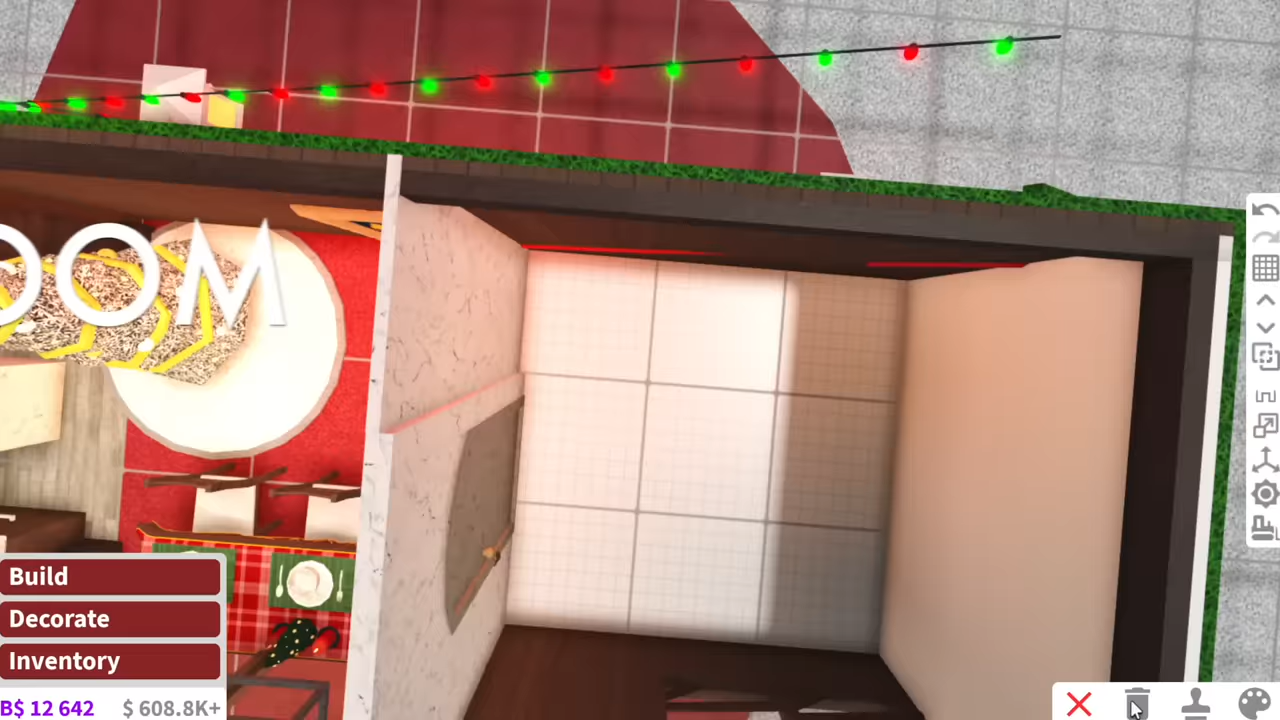 OOM
Build
Decorate
Inventory
B$ 12 642 $ 608.8K+